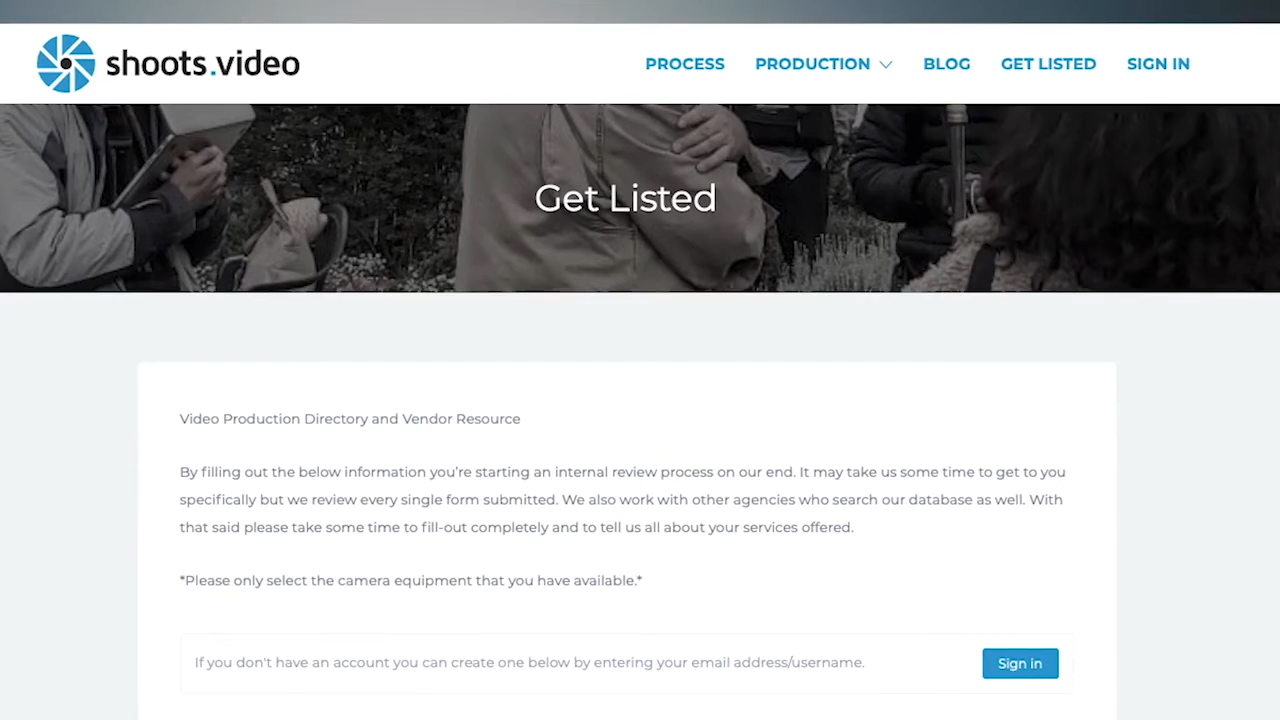 shoots.video
PROCESS PRODUCTION BLOG GET LISTED SIGN IN
Get Listed
Video Production Directory and Vendor Resource
By filling out the below information you’re starting an internal review process on our end. It may take us some time to get to you
specifically but we review every single form submitted. We also work with other agencies who search our database as well. With
that said please take some time to fill-out completely and to tell us all about your services offered.
*Please only select the camera equipment that you have available.*
If you don't have an account you can create one below by entering your email address/username.
Sign in